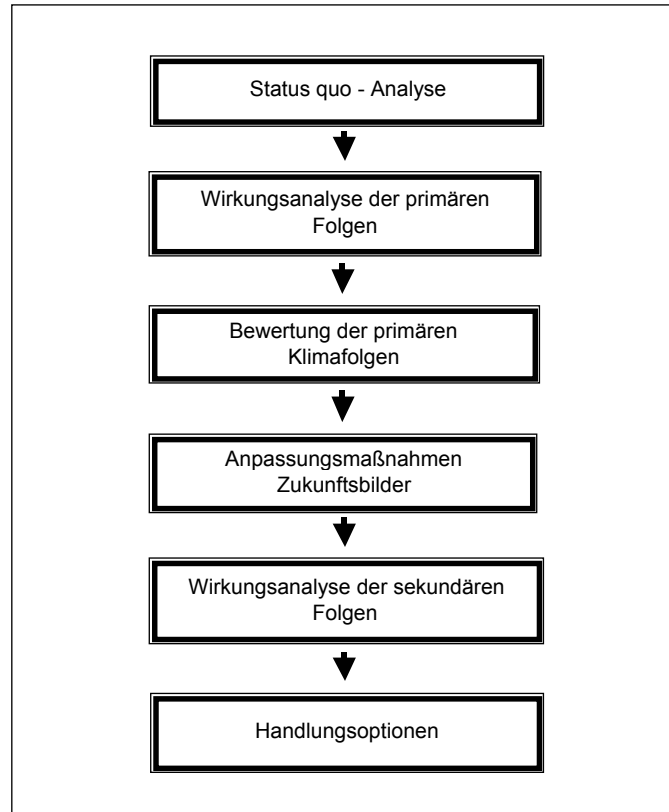 Status quo - Analyse
Wirkungsanalyse der primären
Folgen
Bewertung der primären
Klimafolgen
Anpassungsmaßnahmen
Zukunftsbilder
Wirkungsanalyse der sekundären
Folgen
Handlungsoptionen